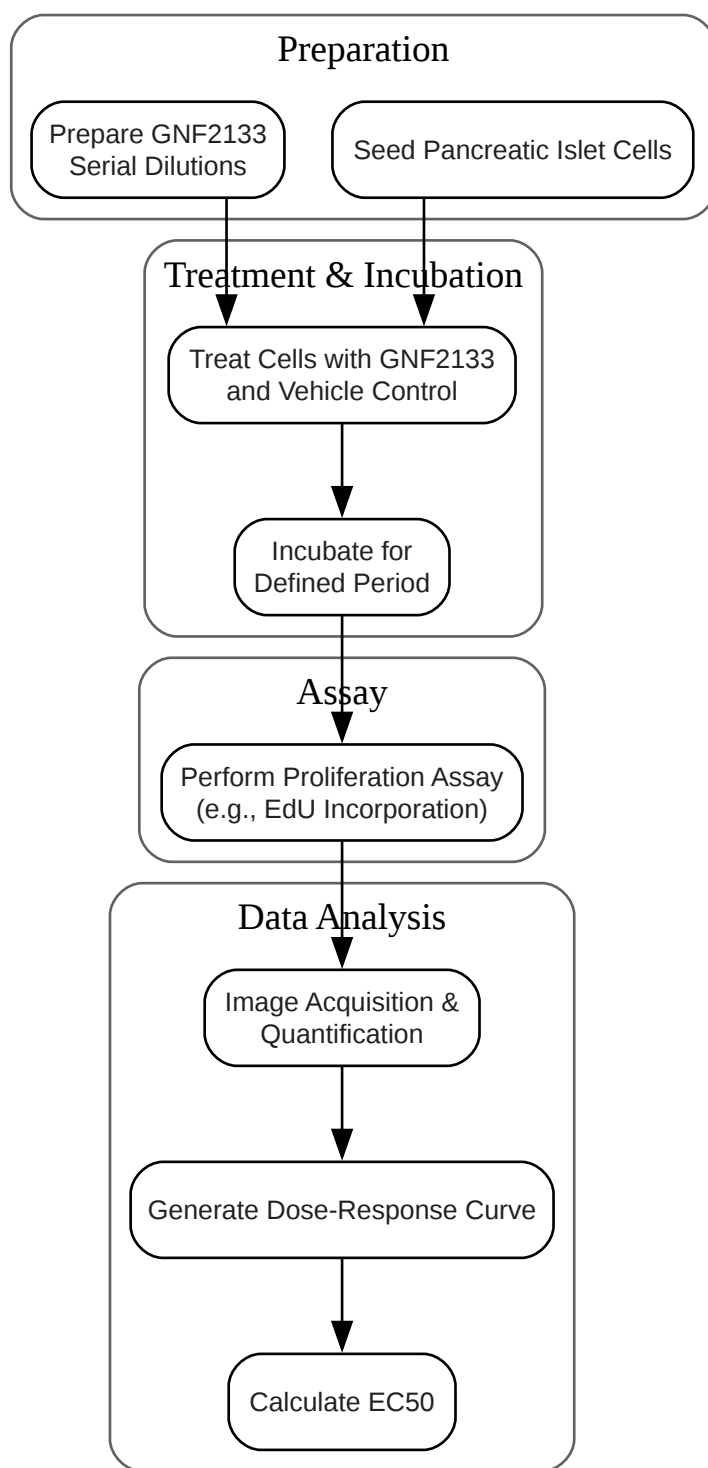 Preparation
Prepare GNF2133
Serial Dilutions
Seed Pancreatic Islet Cells
Treatment & Incubation
Treat Cells with GNF2133
and Vehicle Control
Incubate for
Defined Period
Assay
Perform Proliferation Assay
(e.g., EdU Incorporation)
Data Analysis
Image Acquisition &
Quantification
Generate Dose-Response Curve
Calculate EC50